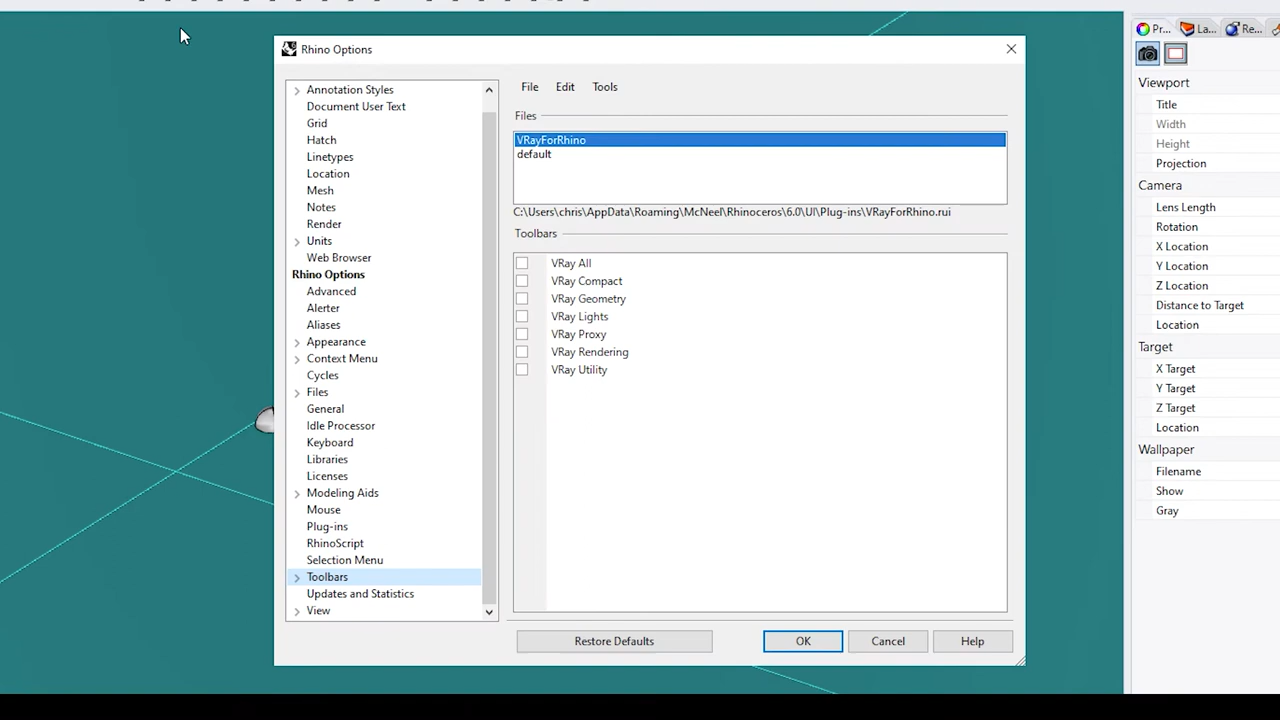 Rhino Options
Annotation Styles
Document User Text
Grid
Hatch
Linetypes
Location
Mesh
Notes
Render
Units
Web Browser
Rhino Options
Advanced
Alerter
Aliases
Appearance
Context Menu
Cycles
Files
General
Idle Processor
Keyboard
Libraries
Licenses
Modeling Aids
Mouse
Plug-ins
RhinoScript
Selection Menu
Toolbars
Updates and Statistics
View
File Edit Tools
Files
VRayForRhino
default
C:\Users\chris\AppData\Roaming\McNeel\Rhinoceros\6.0\UI\Plug-ins\VRayForRhino.rui
Toolbars
VRay All
VRay Compact
VRay Geometry
VRay Lights
VRay Proxy
VRay Rendering
VRay Utility
Restore Defaults OK Cancel Help
Pr... La... Re...
Viewport
Title
Width
Height
Projection
Camera
Lens Length
Rotation
X Location
Y Location
Z Location
Distance to Target
Location
Target
X Target
Y Target
Z Target
Location
Wallpaper
Filename
Show
Gray